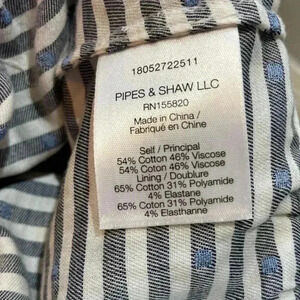 18052722511
PIPES & SHAW LLC
RN155820
Made in China /
Fabriqué en Chine
Self / Principal
54% Cotton 46% Viscose
54% Coton 46% Viscose
Lining / Doublure
65% Cotton 31% Polyamide
4% Elastane
65% Coton 31% Polyamide
4% Elasthanne